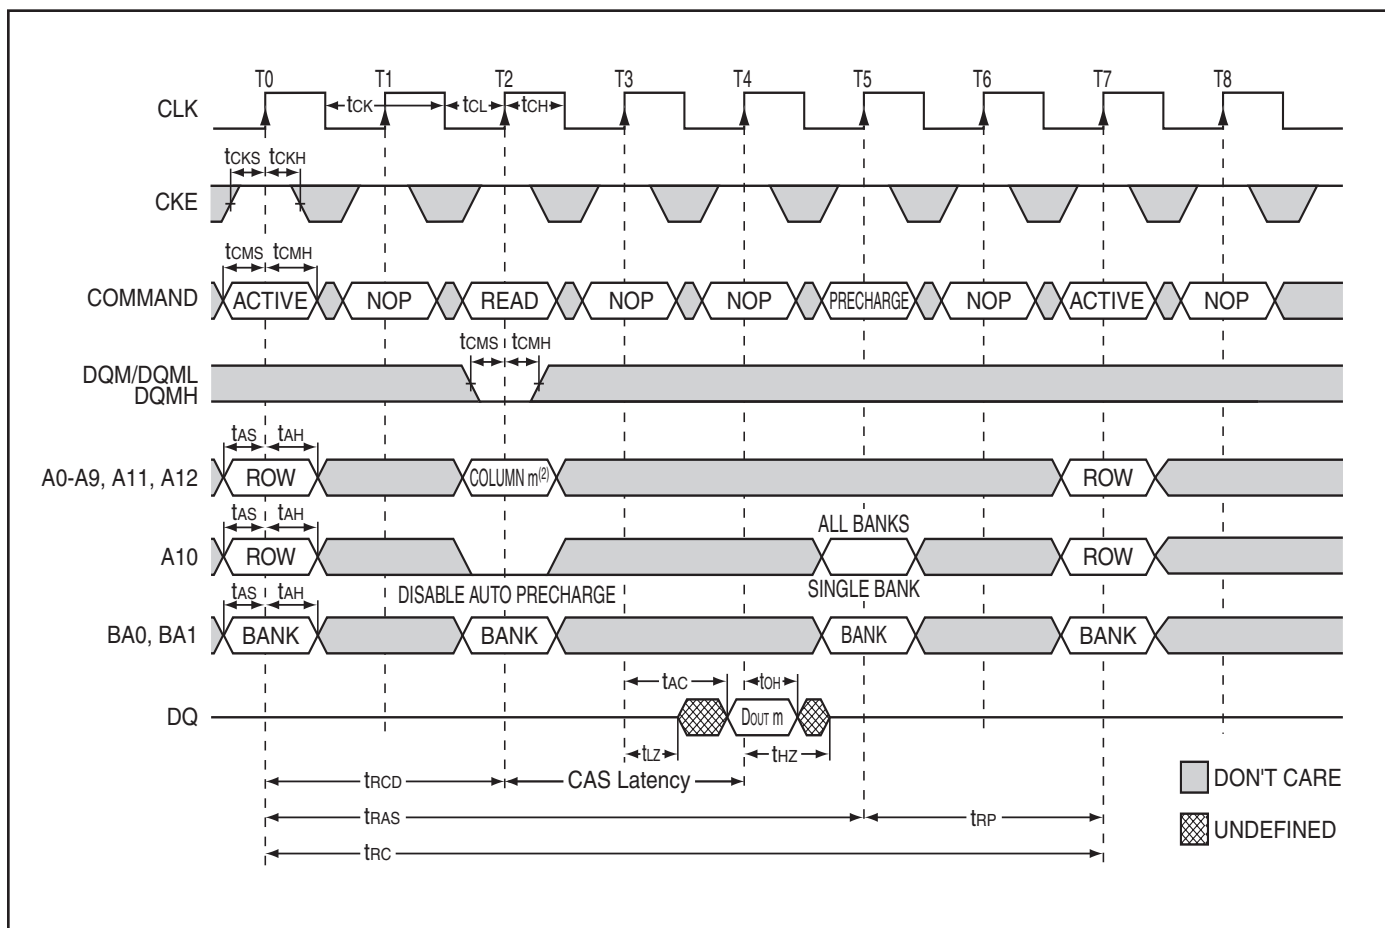 T0 T1 T2 T3 T4 T5 T6 T7 T8
CLK tCK tCL tCH
tCKS tCKH
CKE
tCMS tCMH
COMMAND ACTIVE NOP READ NOP NOP PRECHARGE NOP ACTIVE NOP
tCMS tCMH
DQM/DQML
DQMH
tAS tAH
A0-A9, A11, A12 ROW COLUMN m(2) ROW
tAS tAH ALL BANKS
A10 ROW ROW
tAS tAH DISABLE AUTO PRECHARGE SINGLE BANK
BA0, BA1 BANK BANK BANK BANK
tAC tOH
DQ DOUT m
tLZ tHZ
tRCD CAS Latency
DON'T CARE
tRAS tRP
UNDEFINED
tRC